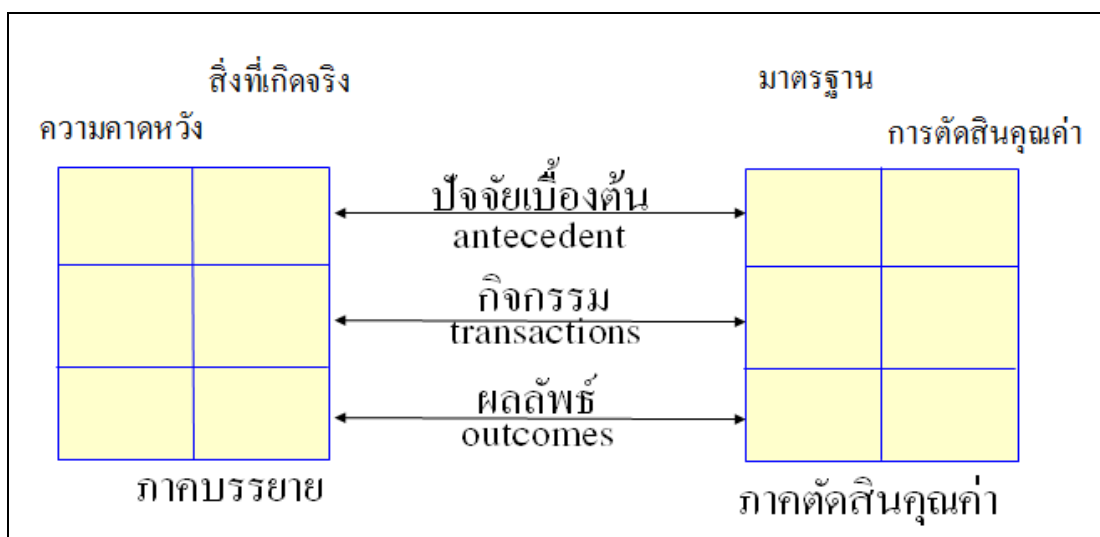 สิ่งที่เกิดจริง
มาตรฐาน
ความคาดหวัง
การตัดสินคุณค่า
ปัจจัยเบื้องต้น
antecedent
กิจกรรม
transactions
ผลลัพธ์
outcomes
ภาคบรรยาย
ภาคตัดสินคุณค่า